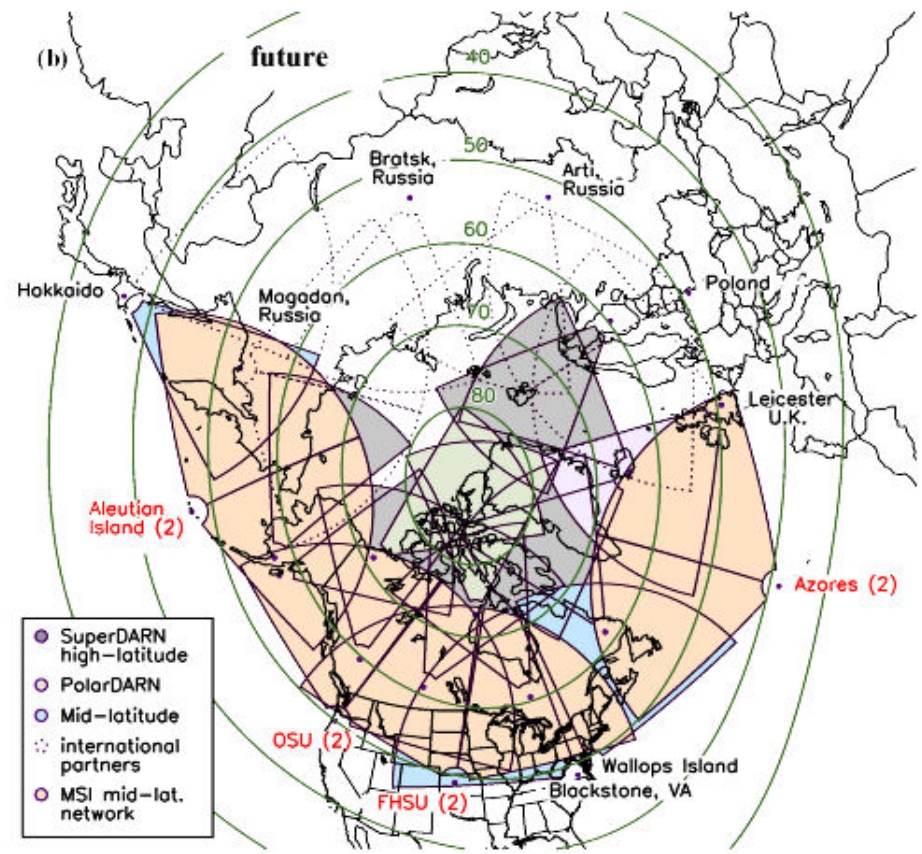 (b)
future
40
50
Bratsk,
Russia
Arti,
Russia
60
Hokkaido
Mogadan,
Russia
Poland
70
80
Leicester
U.K.
Aleutian
Island (2)
Azores (2)
SuperDARN
high-latitude
PolarDARN
Mid-latitude
international
partners
MSI mid-lat.
network
OSU (2)
FHSU (2)
Wallops Island
Blackstone, VA